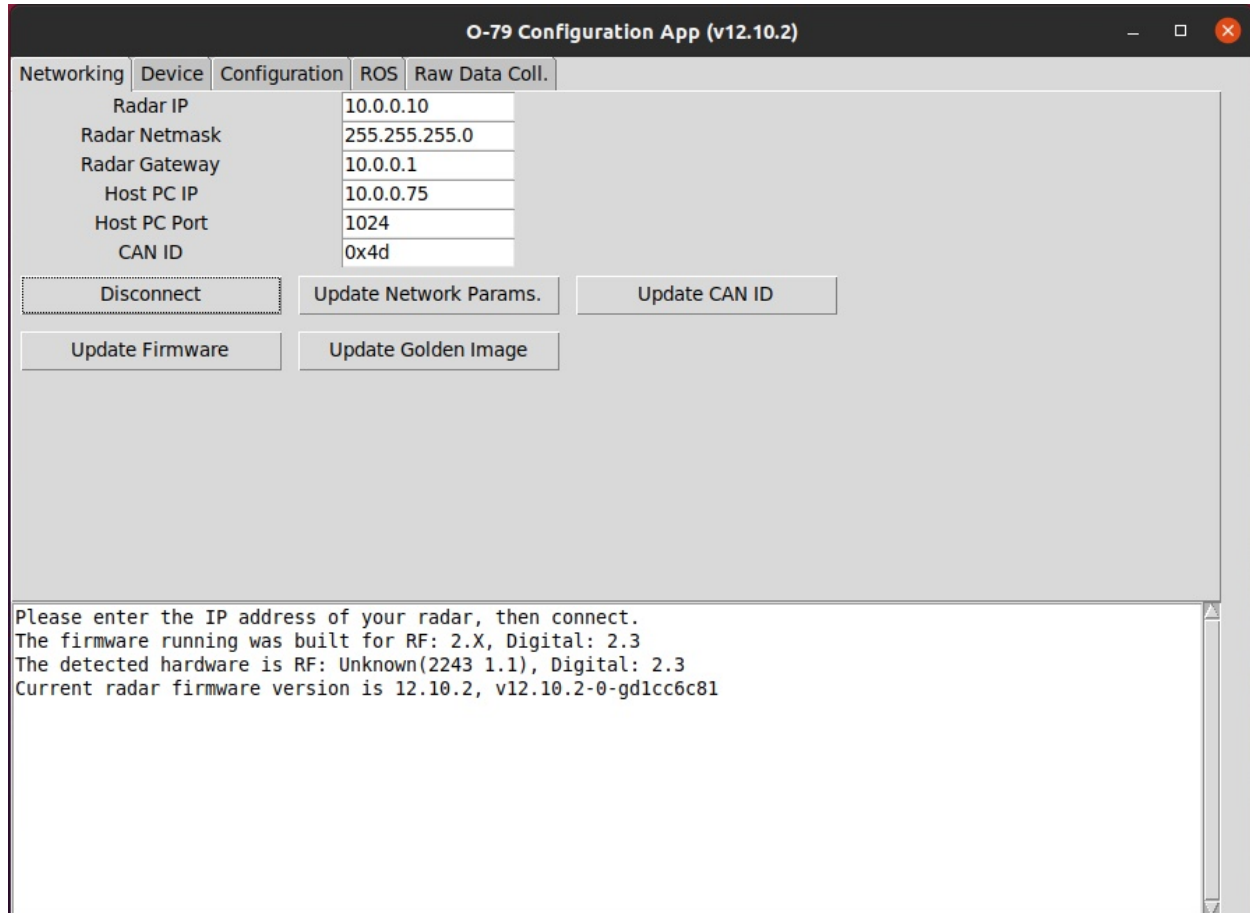 O-79 Configuration App (v12.10.2)
Networking Device Configuration ROS Raw Data Coll.
Radar IP 10.0.0.10
Radar Netmask 255.255.255.0
Radar Gateway 10.0.0.1
Host PC IP 10.0.0.75
Host PC Port 1024
CAN ID 0x4d
Disconnect Update Network Params. Update CAN ID
Update Firmware Update Golden Image
Please enter the IP address of your radar, then connect.
The firmware running was built for RF: 2.X, Digital: 2.3
The detected hardware is RF: Unknown(2243 1.1), Digital: 2.3
Current radar firmware version is 12.10.2, v12.10.2-0-gd1cc6c81